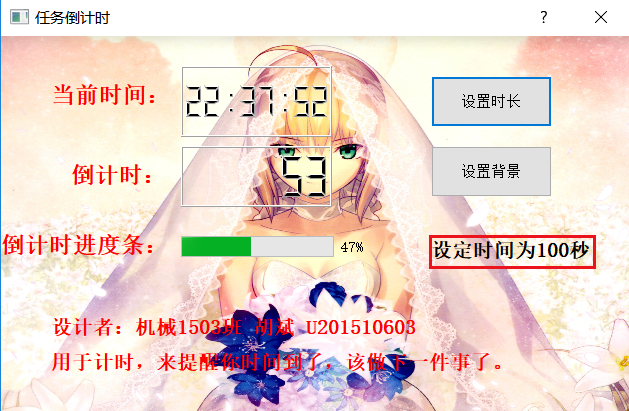 任务倒计时
当前时间： 22:37:52 设置时长
倒计时： 53 设置背景
倒计时进度条： 47% 设定时间为100秒
设计者：机械1503班 胡斌 U201510603
用于计时，来提醒你时间到了，该做下一件事了。